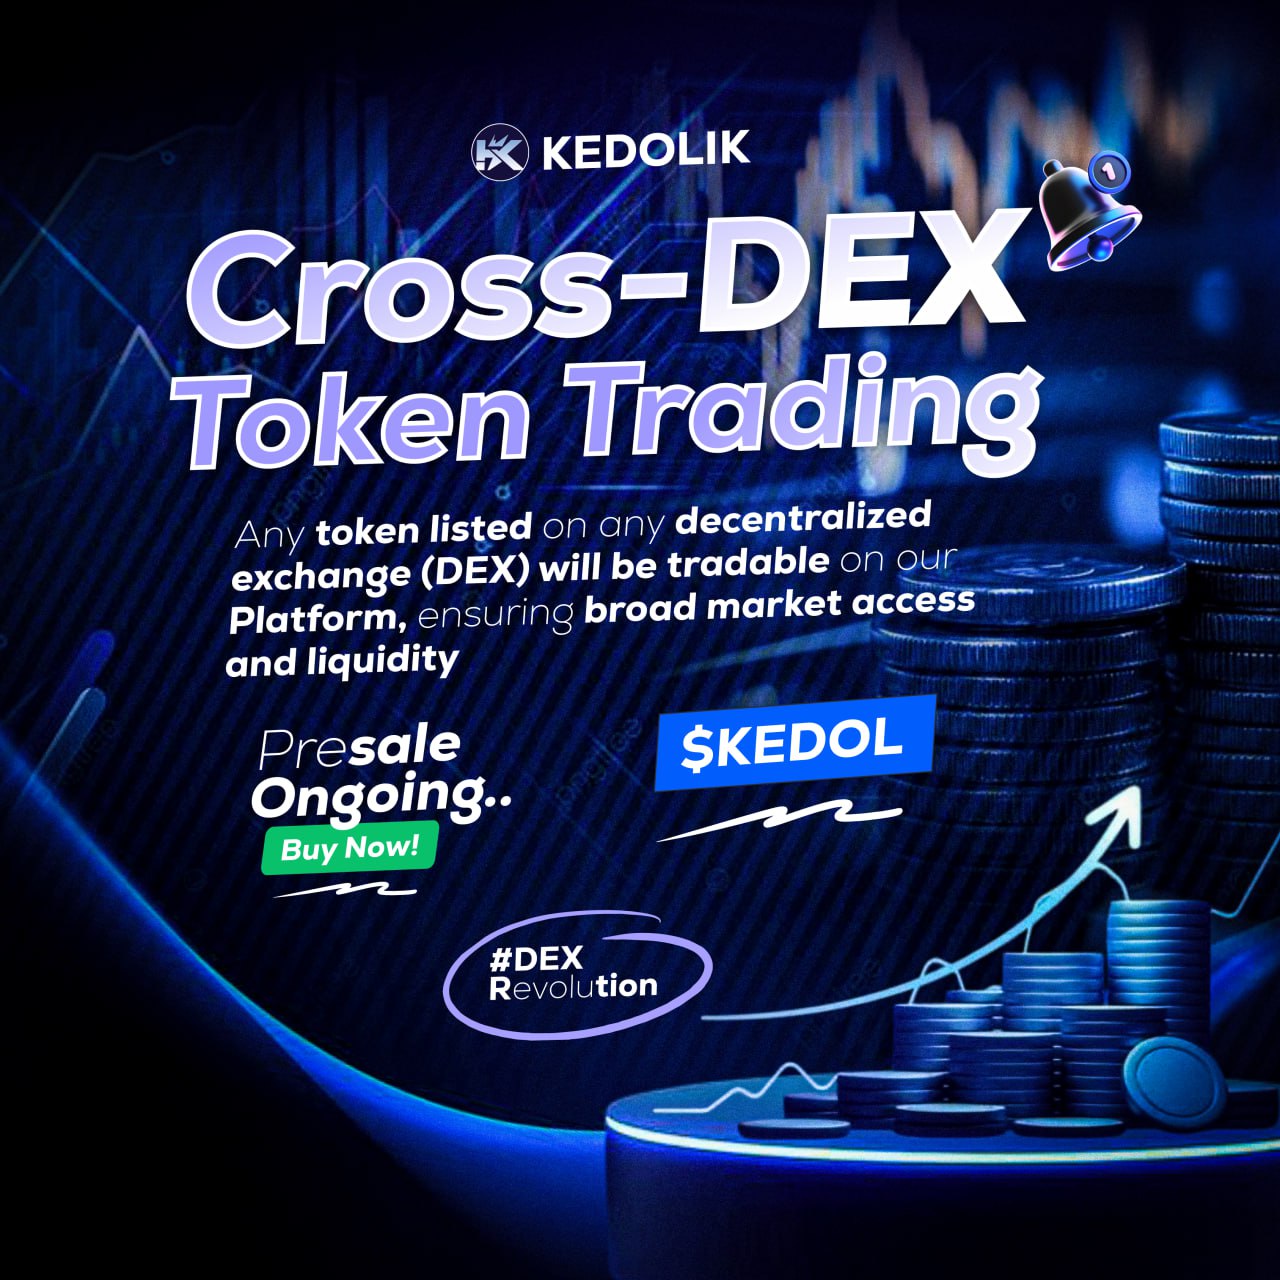 KEDOLIK
1
Cross-DEX
Token Trading
Any token listed on any decentralized
exchange (DEX) will be tradable on our
Platform, ensuring broad market access
and liquidity
Presale
Ongoing..
Buy Now!
$KEDOL
#DEX
Revolution